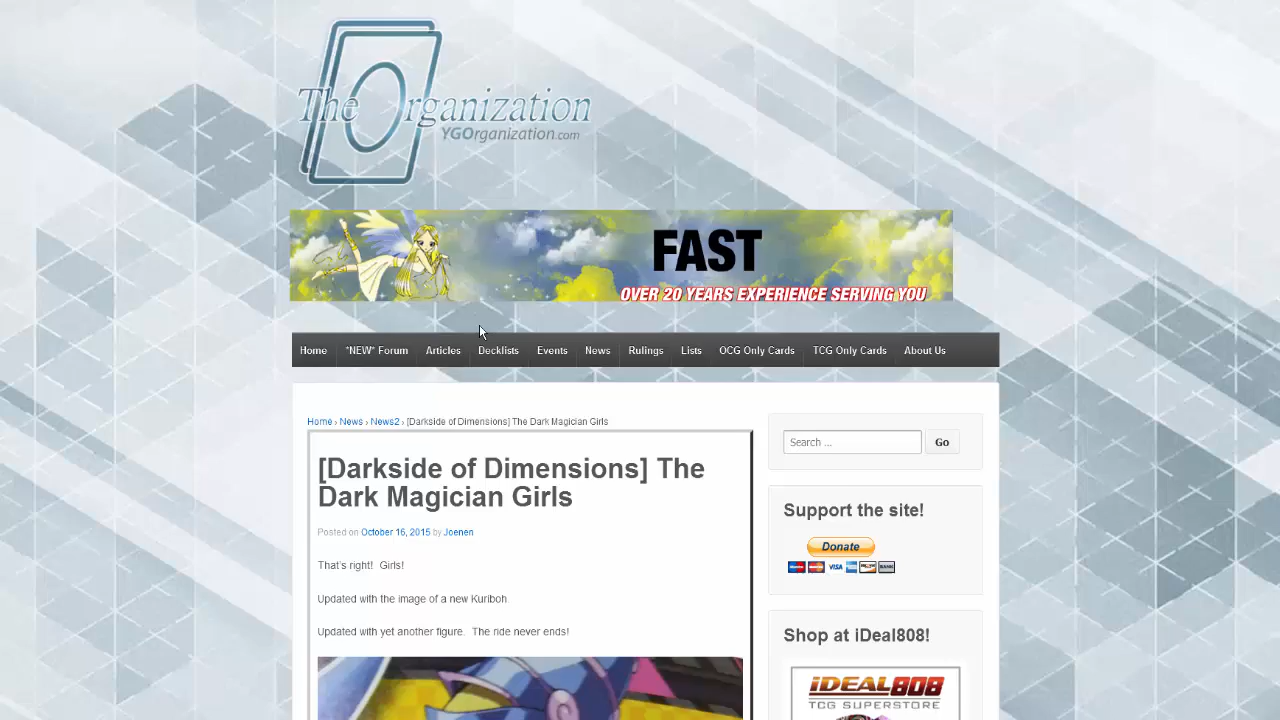 The Organization
YGOrganization.com
FAST
OVER 20 YEARS EXPERIENCE SERVING YOU
Home *NEW* Forum Articles Decklists Events News Rulings Lists OCG Only Cards TCG Only Cards About Us
Home › News › News2 › [Darkside of Dimensions] The Dark Magician Girls
[Darkside of Dimensions] The
Dark Magician Girls
Posted on October 16, 2015 by Joenen
That's right! Girls!
Updated with the image of a new Kuriboh
Updated with yet another figure. The ride never ends!
Search ... Go
Support the site!
Donate
VISA
Shop at iDeal808!
iDEAL808
TCG SUPERSTORE